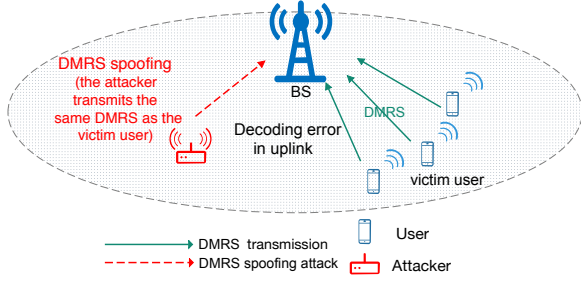 DMRS spoofing
(the attacker
transmits the
same DMRS as the
victim user)
BS
DMRS
Decoding error
in uplink
victim user
DMRS transmission
User
DMRS spoofing attack
Attacker